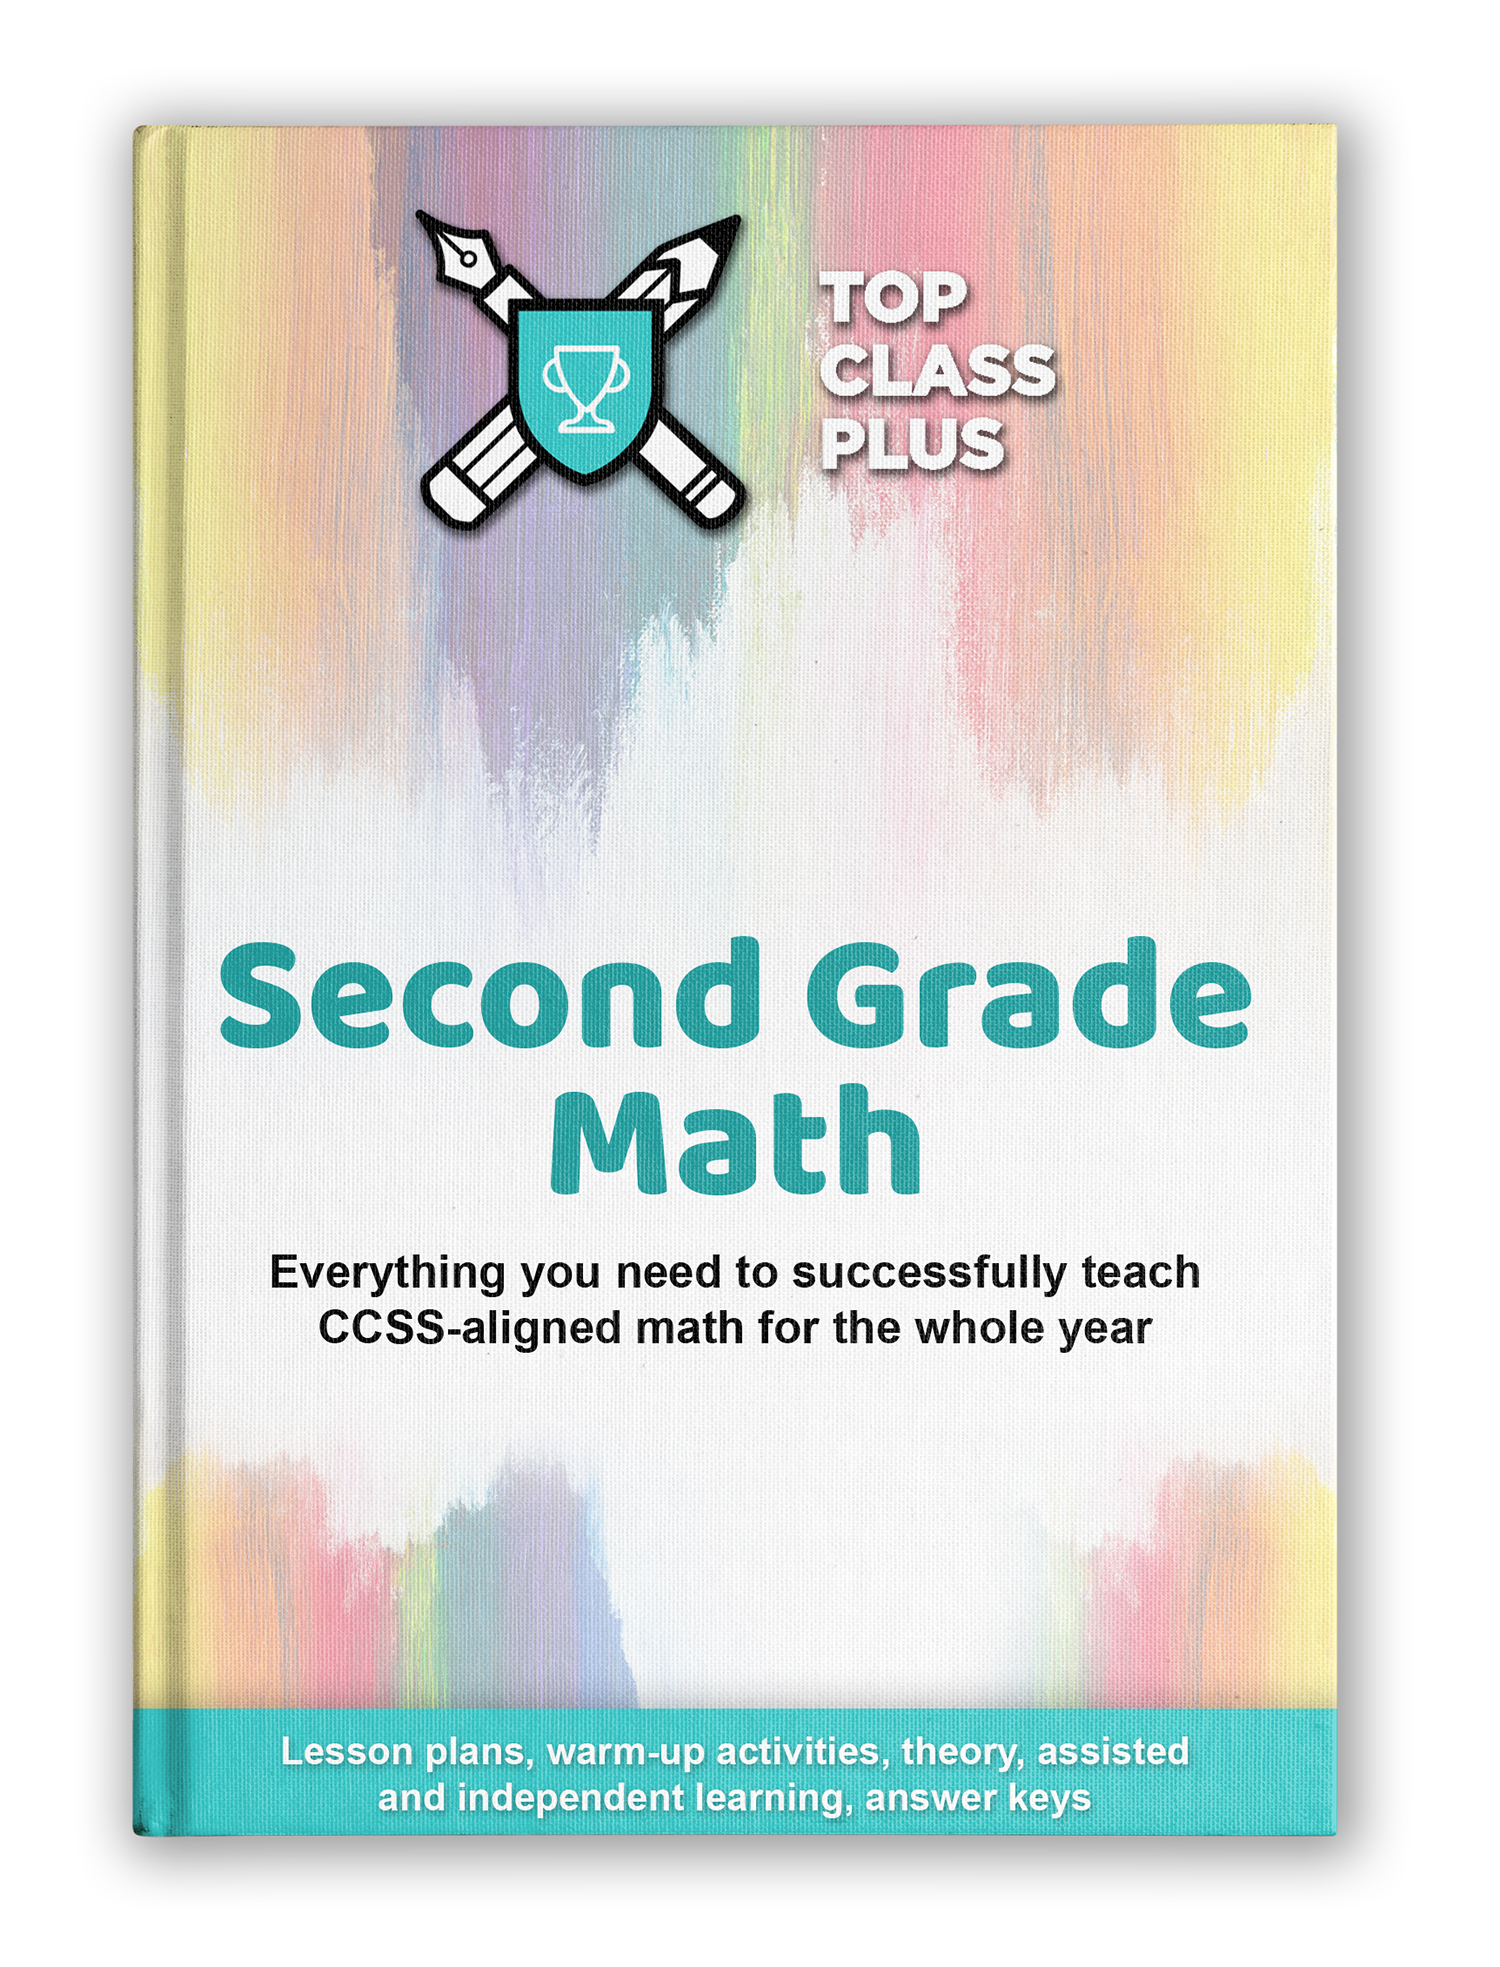 TOP
CLASS
PLUS
Second Grade
Math
Everything you need to successfully teach
CCSS-aligned math for the whole year
Lesson plans, warm-up activities, theory, assisted
and independent learning, answer keys